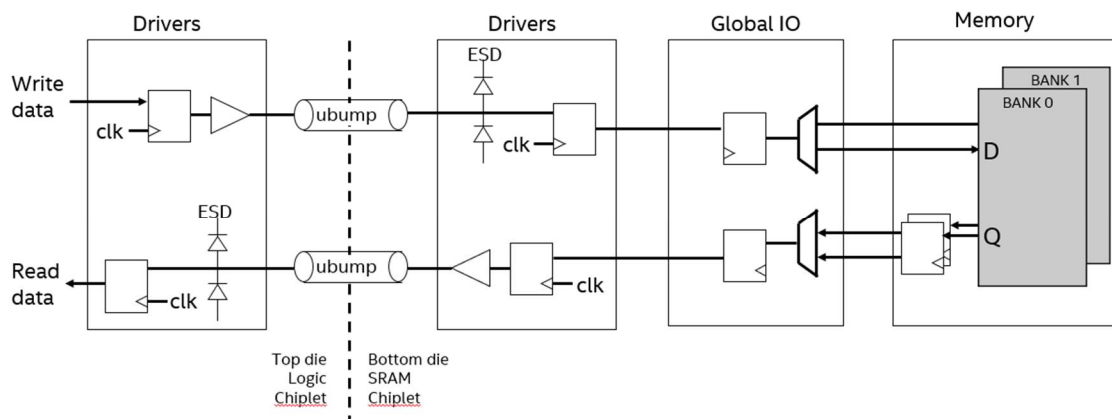 Drivers
Drivers
Global IO
Memory
Write
data
clk
ubump
ESD
clk
BANK 1
BANK 0
D
Q
Read
data
ESD
clk
ubump
clk
Top die
Logic
Chiplet
Bottom die
SRAM
Chiplet